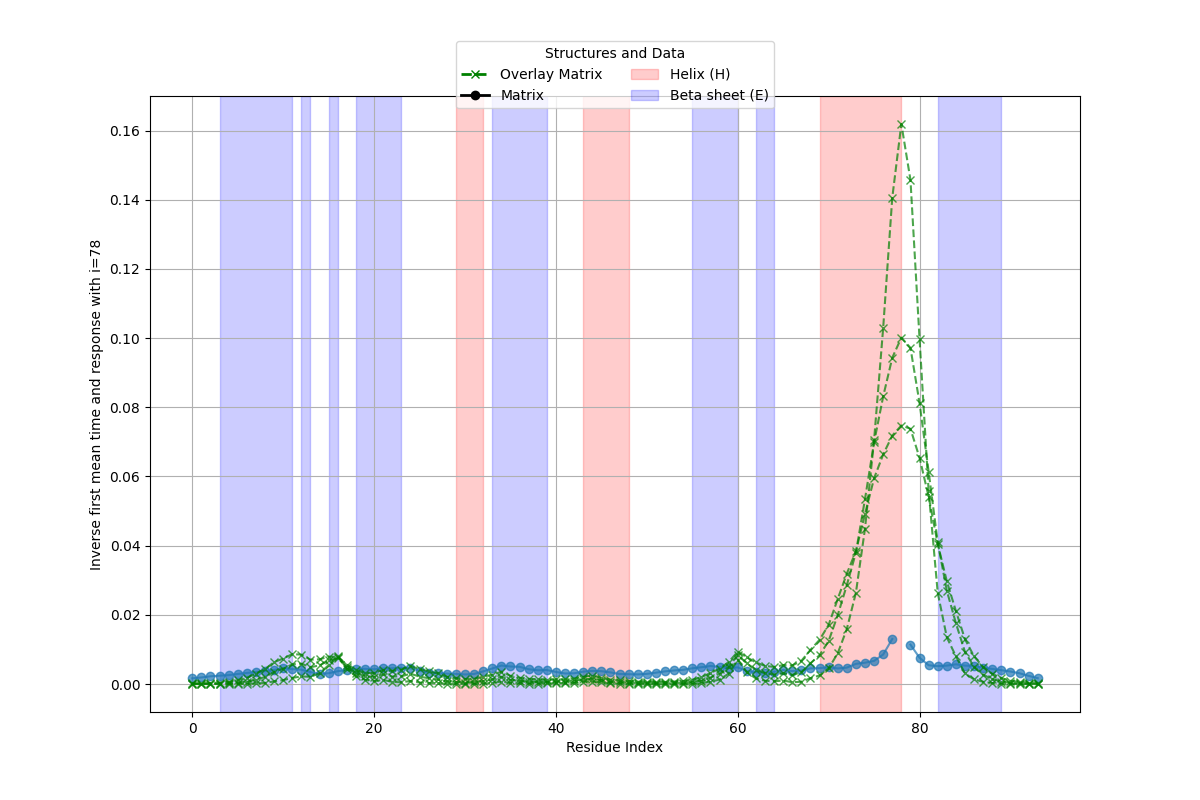 Structures and Data
Overlay Matrix
Matrix
Helix (H)
Beta sheet (E)
Inverse first mean time and response with i=78
0.16
0.14
0.12
0.10
0.08
0.06
0.04
0.02
0.00
0 20 40 60 80
Residue Index